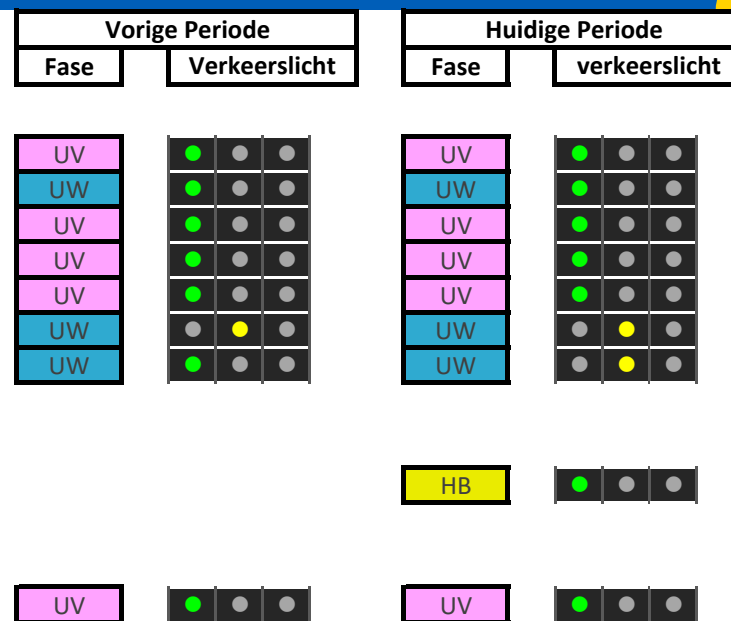 Vorige Periode Huidige Periode
Fase Verkeerslicht Fase verkeerslicht
UV UV
UW UW
UV UV
UV UV
UV UV
UW UW
UW UW
HB
UV UV